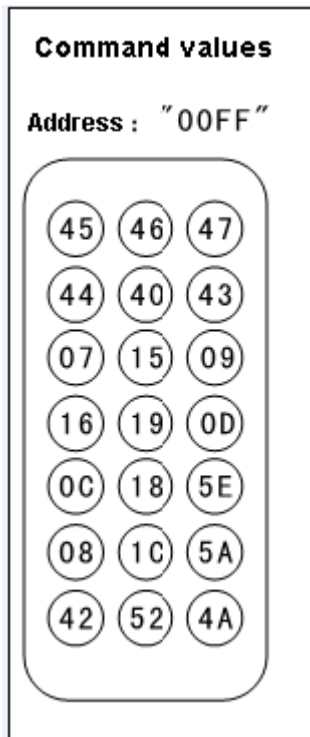 Command values
Address : "00FF"
45 46 47
44 40 43
07 15 09
16 19 0D
0C 18 5E
08 1C 5A
42 52 4A